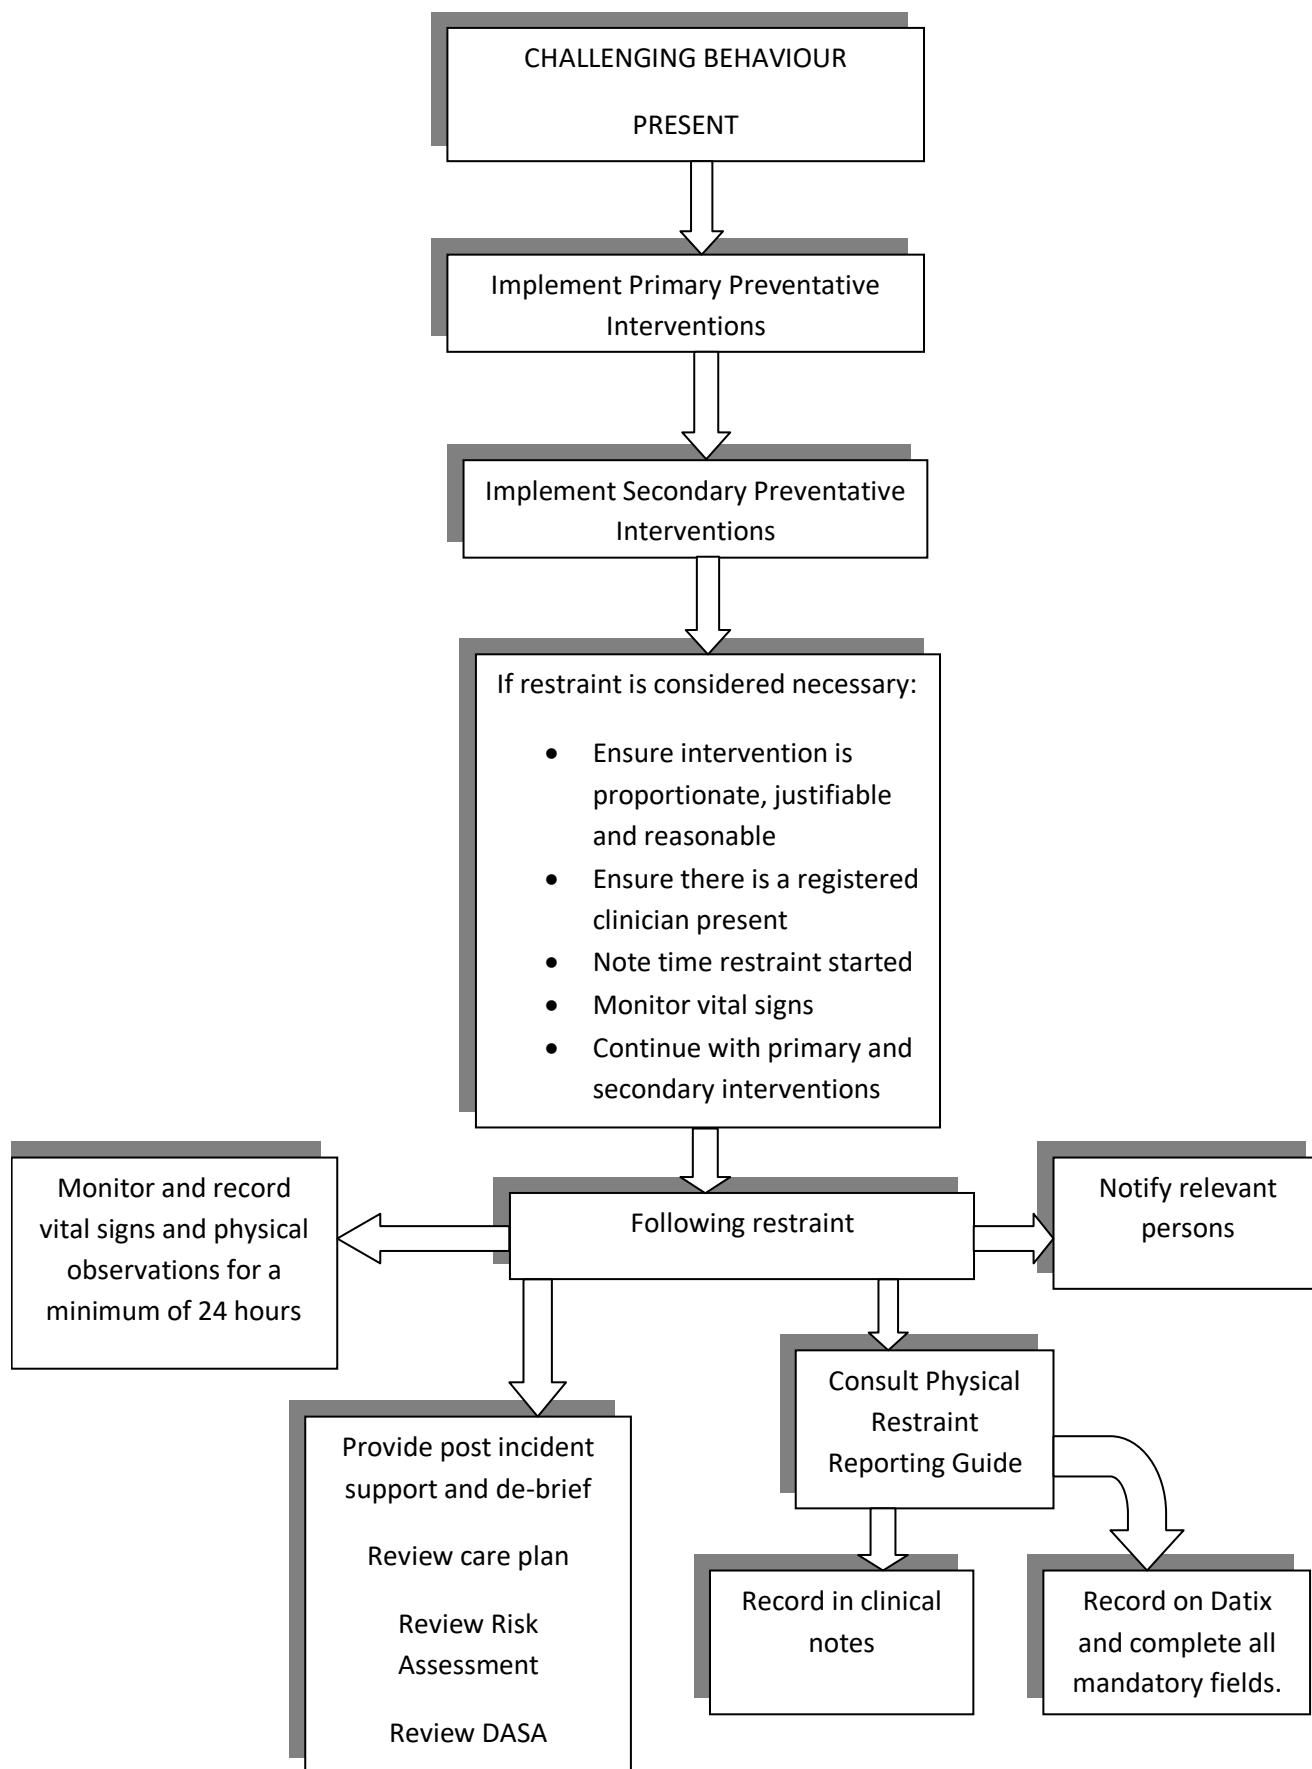 CHALLENGING BEHAVIOUR
PRESENT
Implement Primary Preventative
Interventions
Implement Secondary Preventative
Interventions
If restraint is considered necessary:
• Ensure intervention is
proportionate, justifiable
and reasonable
• Ensure there is a registered
clinician present
• Note time restraint started
• Monitor vital signs
• Continue with primary and
secondary interventions
Following restraint
Monitor and record
vital signs and physical
observations for a
minimum of 24 hours
Notify relevant
persons
Provide post incident
support and de-brief
Review care plan
Review Risk
Assessment
Review DASA
Consult Physical
Restraint
Reporting Guide
Record in clinical
notes
Record on Datix
and complete all
mandatory fields.